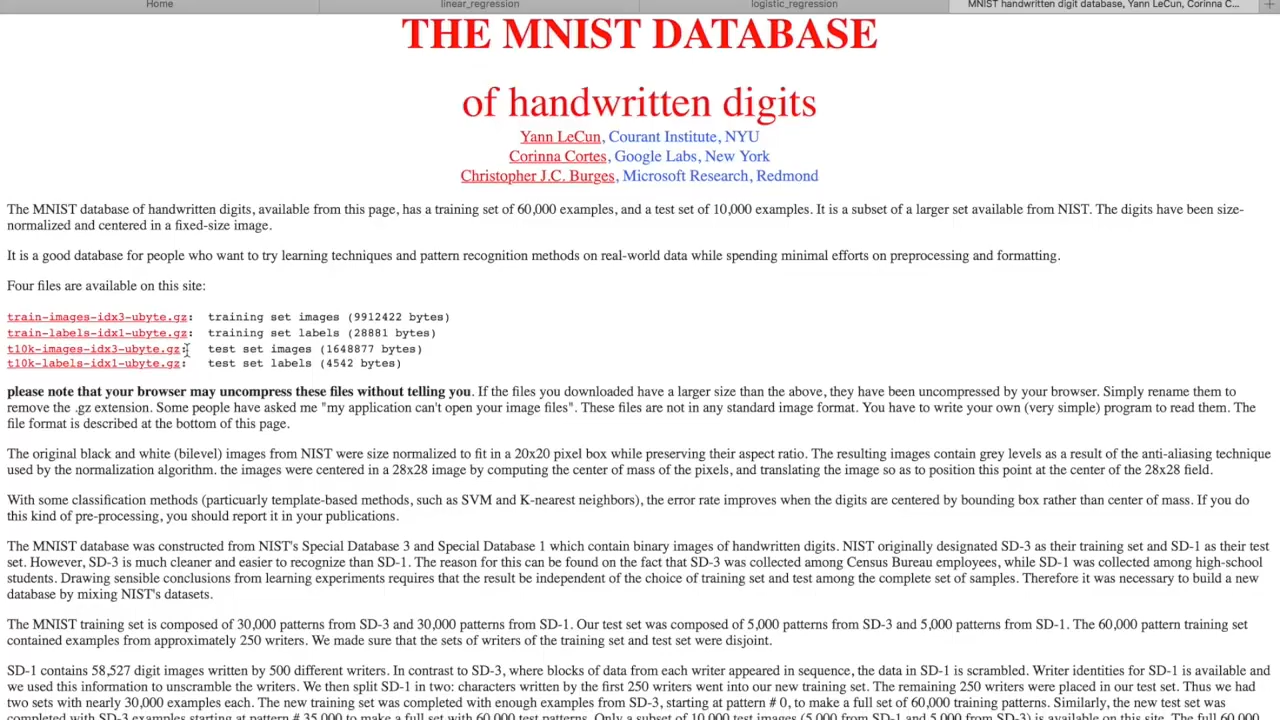 Home
linear_regression
logistic_regression
MNIST handwritten digit database, Yann LeCun, Corinna C...
THE MNIST DATABASE
of handwritten digits
Yann LeCun, Courant Institute, NYU
Corinna Cortes, Google Labs, New York
Christopher J.C. Burges, Microsoft Research, Redmond
The MNIST database of handwritten digits, available from this page, has a training set of 60,000 examples, and a test set of 10,000 examples. It is a subset of a larger set available from NIST. The digits have been size-
normalized and centered in a fixed-size image.
It is a good database for people who want to try learning techniques and pattern recognition methods on real-world data while spending minimal efforts on preprocessing and formatting.
Four files are available on this site:
train-images-idx3-ubyte.gz: training set images (9912422 bytes)
train-labels-idx1-ubyte.gz: training set labels (28881 bytes)
t10k-images-idx3-ubyte.gz: test set images (1648877 bytes)
t10k-labels-idx1-ubyte.gz: test set labels (4542 bytes)
please note that your browser may uncompress these files without telling you. If the files you downloaded have a larger size than the above, they have been uncompressed by your browser. Simply rename them to
remove the .gz extension. Some people have asked me "my application can't open your image files". These files are not in any standard image format. You have to write your own (very simple) program to read them. The
file format is described at the bottom of this page.
The original black and white (bilevel) images from NIST were size normalized to fit in a 20x20 pixel box while preserving their aspect ratio. The resulting images contain grey levels as a result of the anti-aliasing technique
used by the normalization algorithm. the images were centered in a 28x28 image by computing the center of mass of the pixels, and translating the image so as to position this point at the center of the 28x28 field.
With some classification methods (particuarly template-based methods, such as SVM and K-nearest neighbors), the error rate improves when the digits are centered by bounding box rather than center of mass. If you do
this kind of pre-processing, you should report it in your publications.
The MNIST database was constructed from NIST's Special Database 3 and Special Database 1 which contain binary images of handwritten digits. NIST originally designated SD-3 as their training set and SD-1 as their test
set. However, SD-3 is much cleaner and easier to recognize than SD-1. The reason for this can be found on the fact that SD-3 was collected among Census Bureau employees, while SD-1 was collected among high-school
students. Drawing sensible conclusions from learning experiments requires that the result be independent of the choice of training set and test among the complete set of samples. Therefore it was necessary to build a new
database by mixing NIST's datasets.
The MNIST training set is composed of 30,000 patterns from SD-3 and 30,000 patterns from SD-1. Our test set was composed of 5,000 patterns from SD-3 and 5,000 patterns from SD-1. The 60,000 pattern training set
contained examples from approximately 250 writers. We made sure that the sets of writers of the training set and test set were disjoint.
SD-1 contains 58,527 digit images written by 500 different writers. In contrast to SD-3, where blocks of data from each writer appeared in sequence, the data in SD-1 is scrambled. Writer identities for SD-1 is available and
we used this information to unscramble the writers. We then split SD-1 in two: characters written by the first 250 writers went into our new training set. The remaining 250 writers were placed in our test set. Thus we had
two sets with nearly 30,000 examples each. The new training set was completed with enough examples from SD-3, starting at pattern # 0, to make a full set of 60,000 training patterns. Similarly, the new test set was
completed with SD-3 examples starting at pattern # 35,000 to make a full set with 60,000 test patterns. Only a subset of 10,000 test images (5,000 from SD-1 and 5,000 from SD-3) is available on this site. The full 60,000